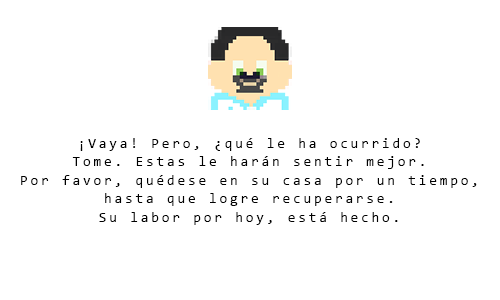 ¡Vaya! Pero, ¿qué le ha ocurrido?
Tome. Estas le harán sentir mejor.
Por favor, quédese en su casa por un tiempo,
hasta que logre recuperarse.
Su labor por hoy, está hecho.